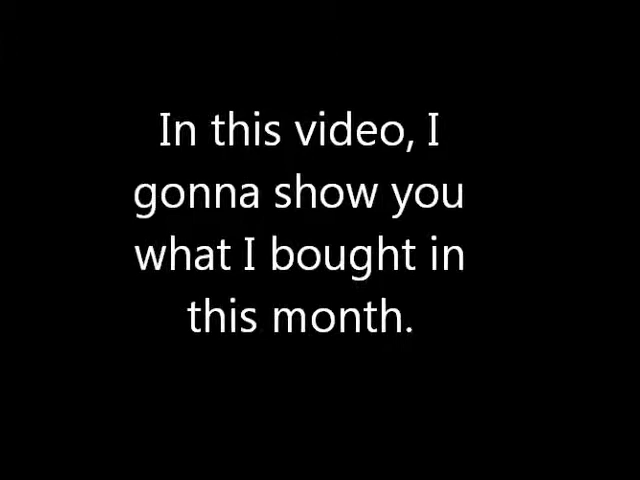 In this video, I
gonna show you
what I bought in
this month.